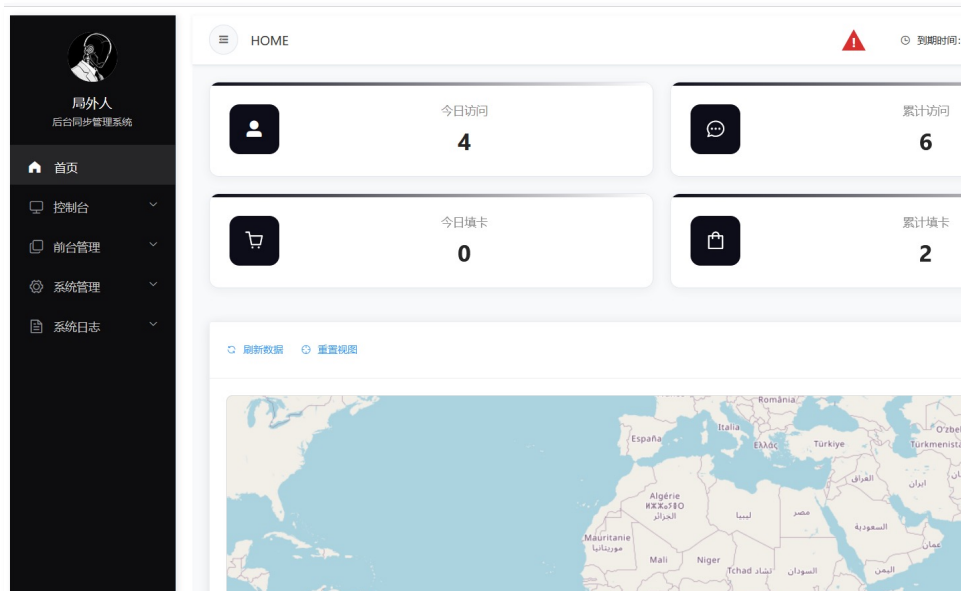 局外人
后台同步管理系统
首页
控制台
前台管理
系统管理
系统日志
HOME
到期时间:
今日访问
4
累计访问
6
今日填卡
0
累计填卡
2
刷新数据
重置视图
România
Italia
O'zbel
España
Ελλάς
Türkiye
Türkmenista
العراق
ایران
Algérie
الجزائر
ليبيا
مصر
السعودية
Mauritanie
موريتانيا
عمان
Mali
Niger
Tchad تشاد
السودان
اليمن